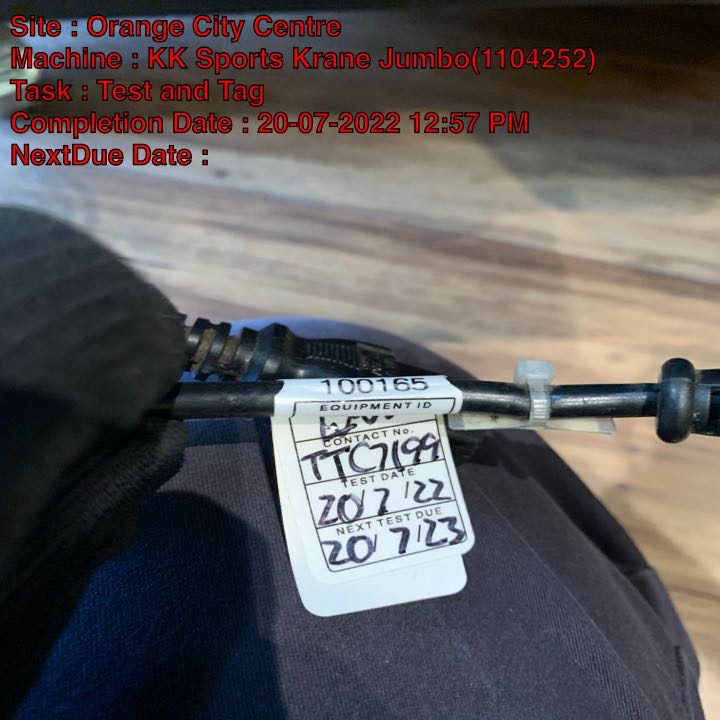 Site : Orange City Centre
Machine : KK Sports Krane Jumbo(1104252)
Task : Test and Tag
Completion Date : 20-07-2022 12:57 PM
NextDue Date :
100165
EQUIPMENT ID
CONTACT No.
TTC7199
TEST DATE
20/7/22
NEXT TEST DUE
20/7/23